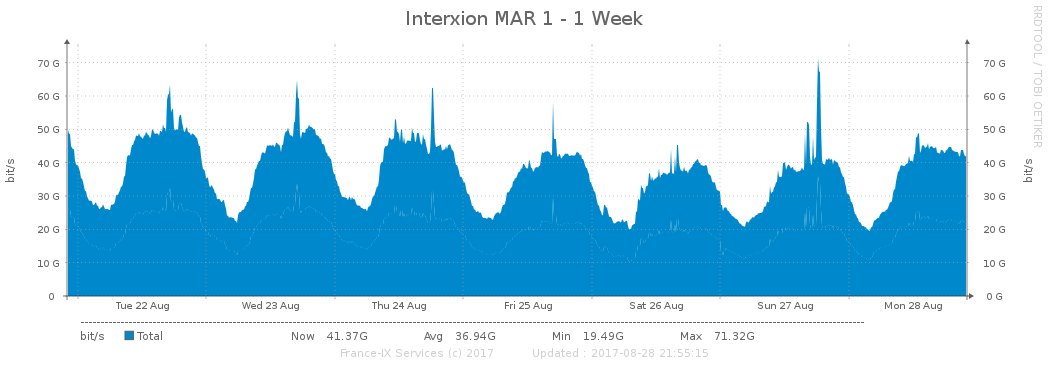 Interxion MAR 1 - 1 Week
RRDTOOL / TOBI OETIKER
bit/s
bit/s
70 G 70 G
60 G 60 G
50 G 50 G
40 G 40 G
30 G 30 G
20 G 20 G
10 G 10 G
0 0 G
Tue 22 Aug Wed 23 Aug Thu 24 Aug Fri 25 Aug Sat 26 Aug Sun 27 Aug Mon 28 Aug
bit/s Total Now 41.37G Avg 36.94G Min 19.49G Max 71.32G
France-IX Services (c) 2017 Updated : 2017-08-28 21:55:15